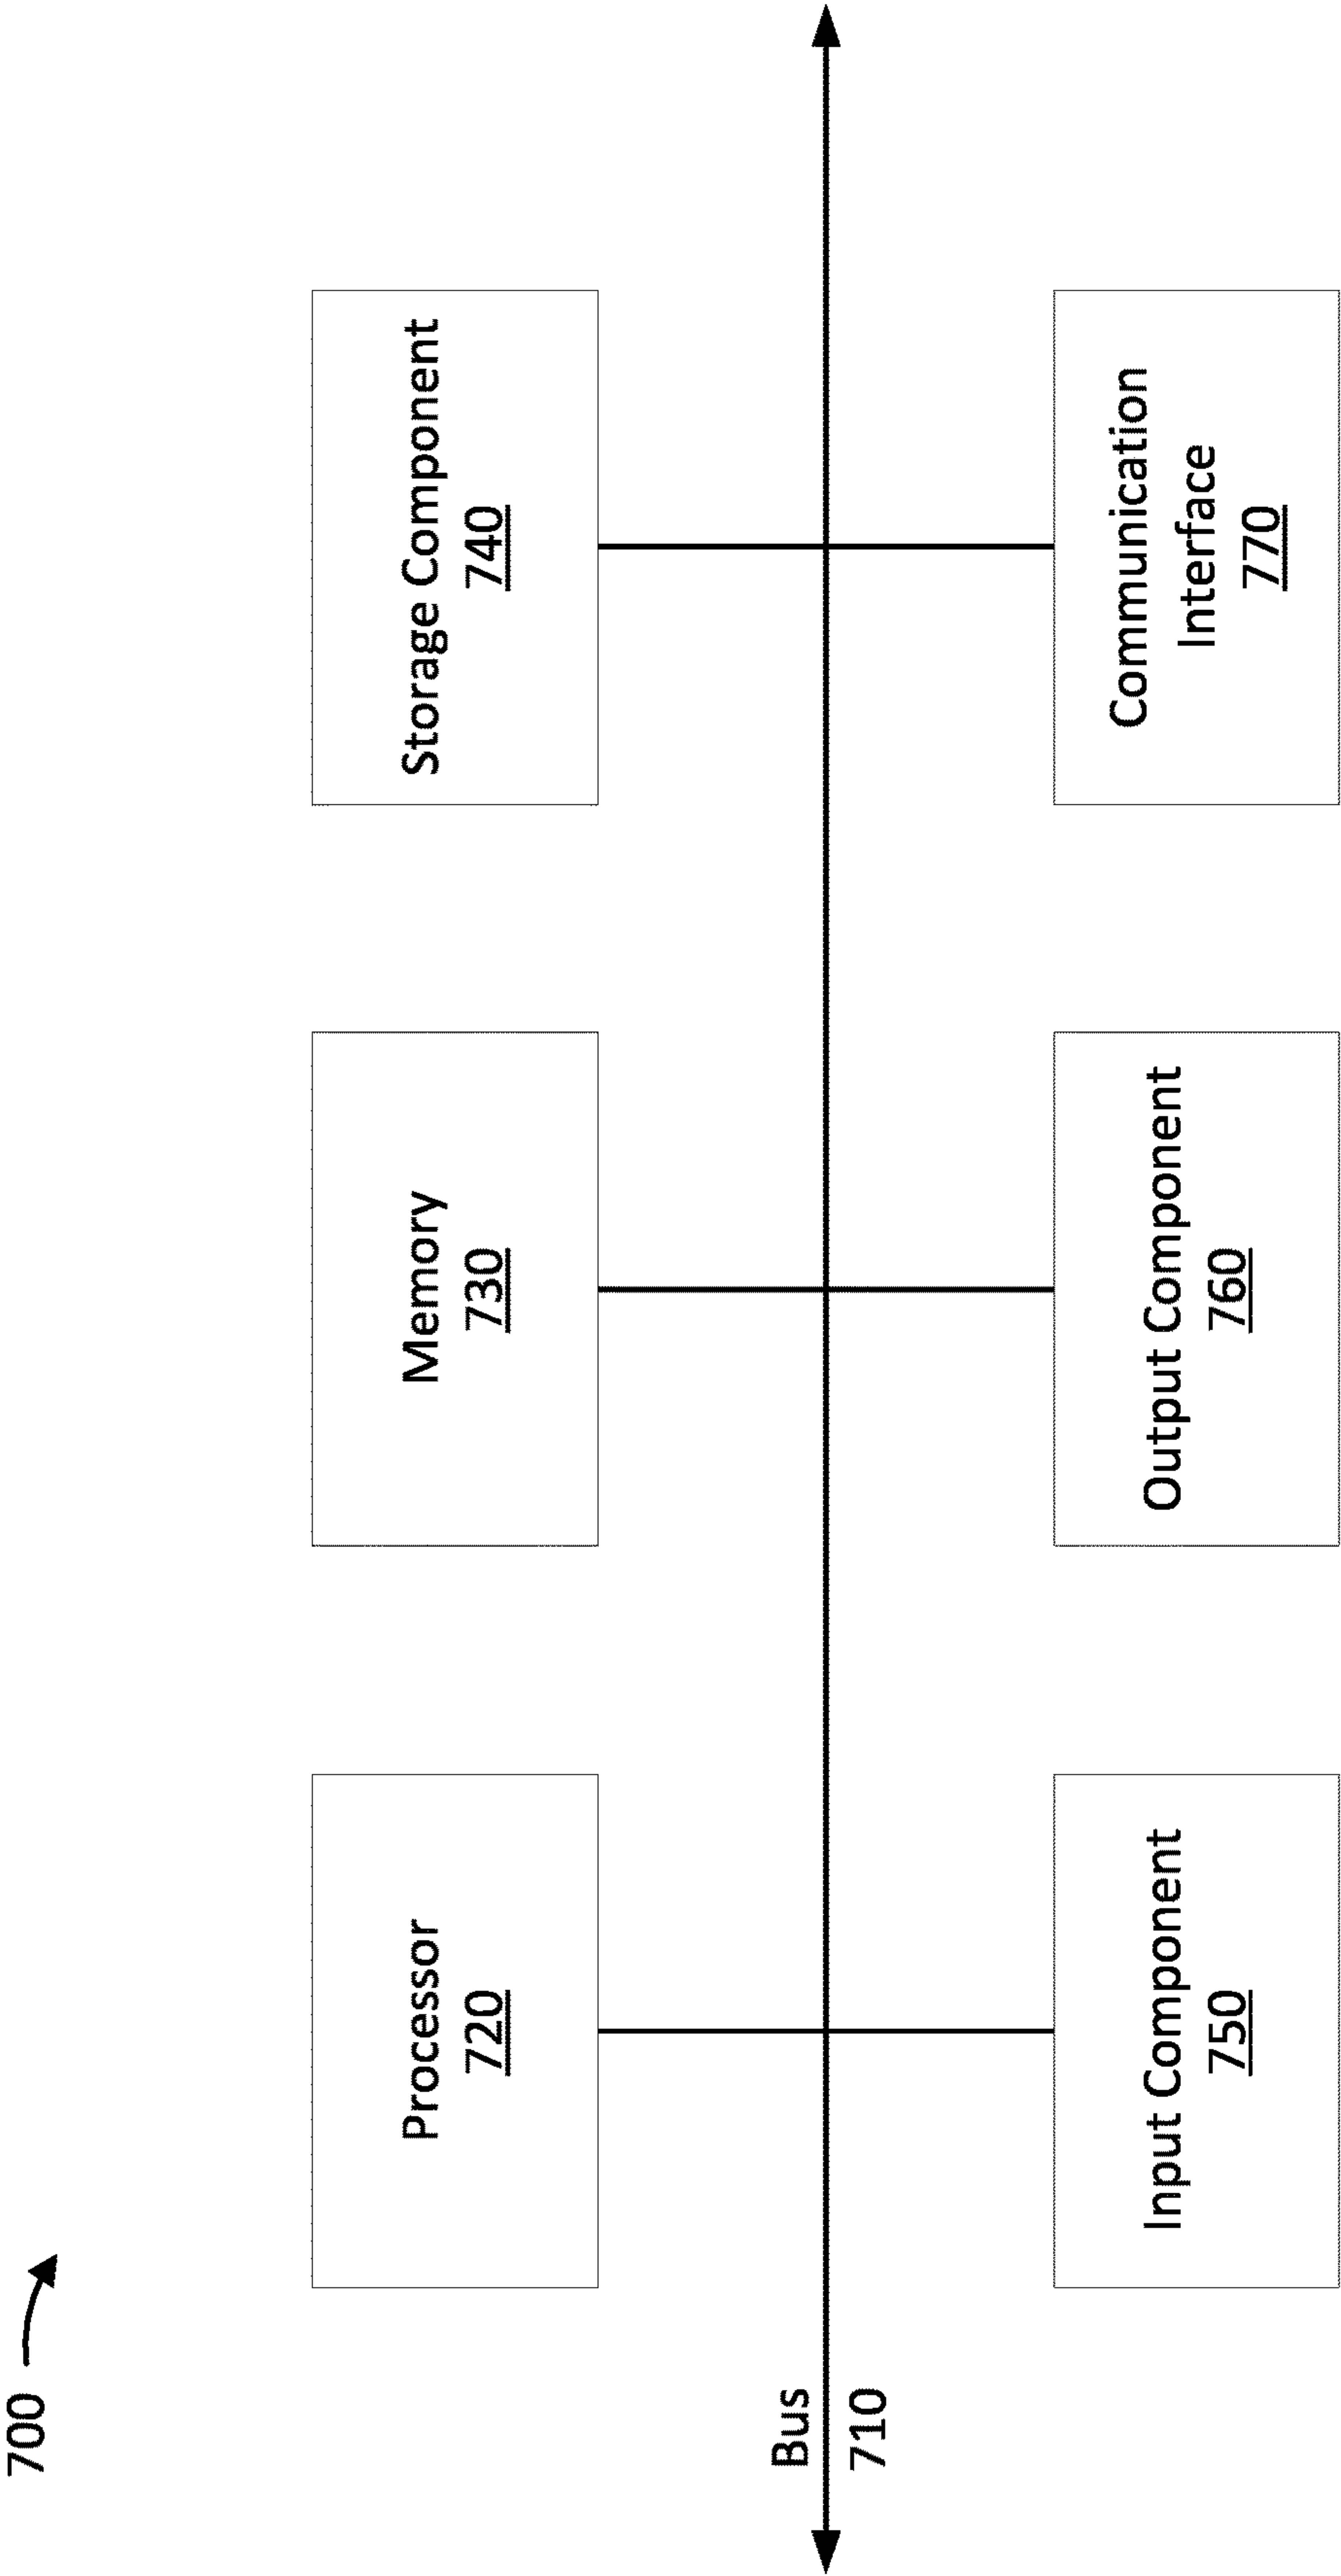 700
Processor
720
Memory
730
Storage Component
740
Bus
710
Input Component
750
Output Component
760
Communication
Interface
770